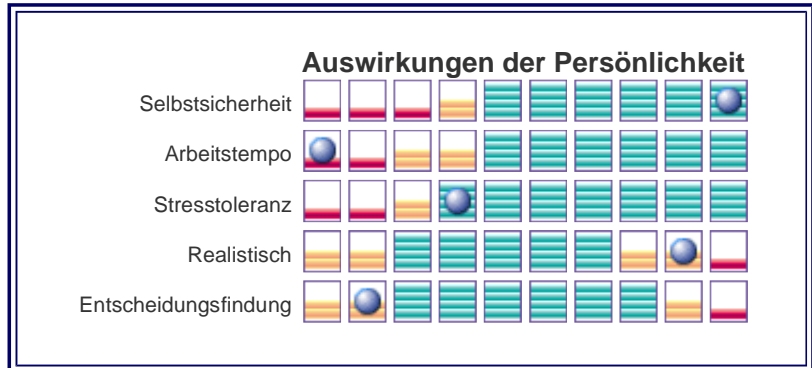 Auswirkungen der Persönlichkeit
Selbstsicherheit
Arbeitstempo
Stresstoleranz
Realistisch
Entscheidungsfindung